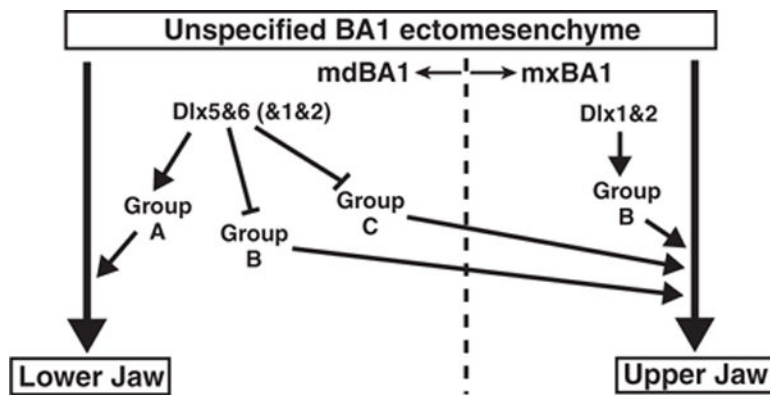 Unspecified BA1 ectomesenchyme
mdBA1 mxBA1
Dlx5&6 (&1&2)
Dlx1&2
Group
A
Group
B
Group
C
Group
B
Lower Jaw
Upper Jaw